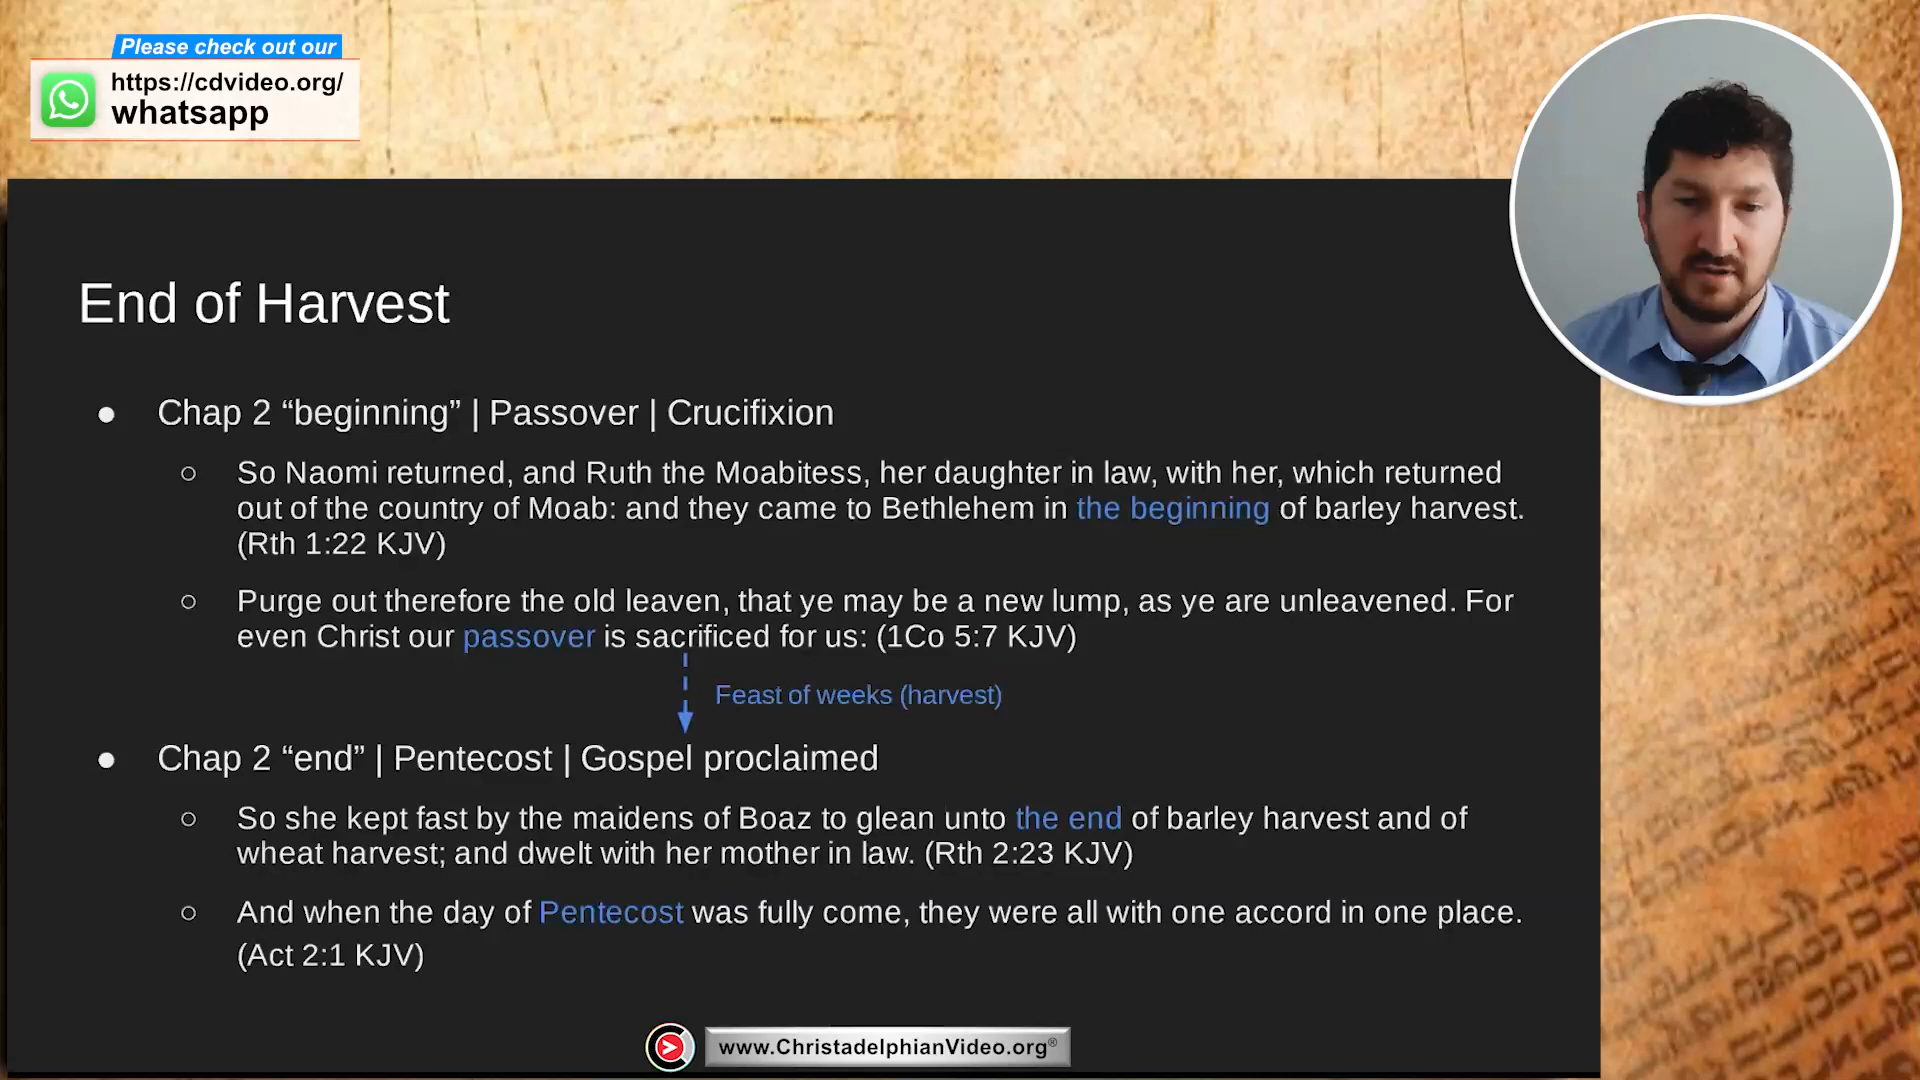 Please check out our
https://cdvideo.org/
whatsapp
End of Harvest
● Chap 2 “beginning” | Passover | Crucifixion
○ So Naomi returned, and Ruth the Moabitess, her daughter in law, with her, which returned
out of the country of Moab: and they came to Bethlehem in the beginning of barley harvest.
(Rth 1:22 KJV)
○ Purge out therefore the old leaven, that ye may be a new lump, as ye are unleavened. For
even Christ our passover is sacrificed for us: (1Co 5:7 KJV)
Feast of weeks (harvest)
● Chap 2 “end” | Pentecost | Gospel proclaimed
○ So she kept fast by the maidens of Boaz to glean unto the end of barley harvest and of
wheat harvest; and dwelt with her mother in law. (Rth 2:23 KJV)
○ And when the day of Pentecost was fully come, they were all with one accord in one place.
(Act 2:1 KJV)
www.ChristadelphianVideo.org®